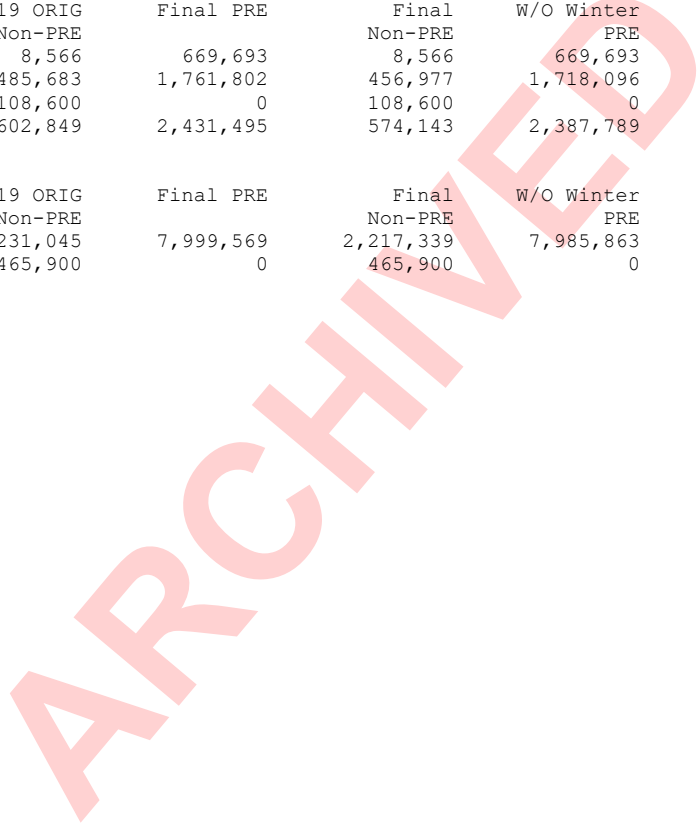 19 ORIG Final PRE Final W/O Winter
Non-PRE Non-PRE PRE
8,566 669,693 8,566 669,693
485,683 1,761,802 456,977 1,718,096
108,600 0 108,600 0
602,849 2,431,495 574,143 2,387,789
19 ORIG Final PRE Final W/O Winter
Non-PRE Non-PRE PRE
231,045 7,999,569 2,217,339 7,985,863
465,900 0 465,900 0
ARCHIVED